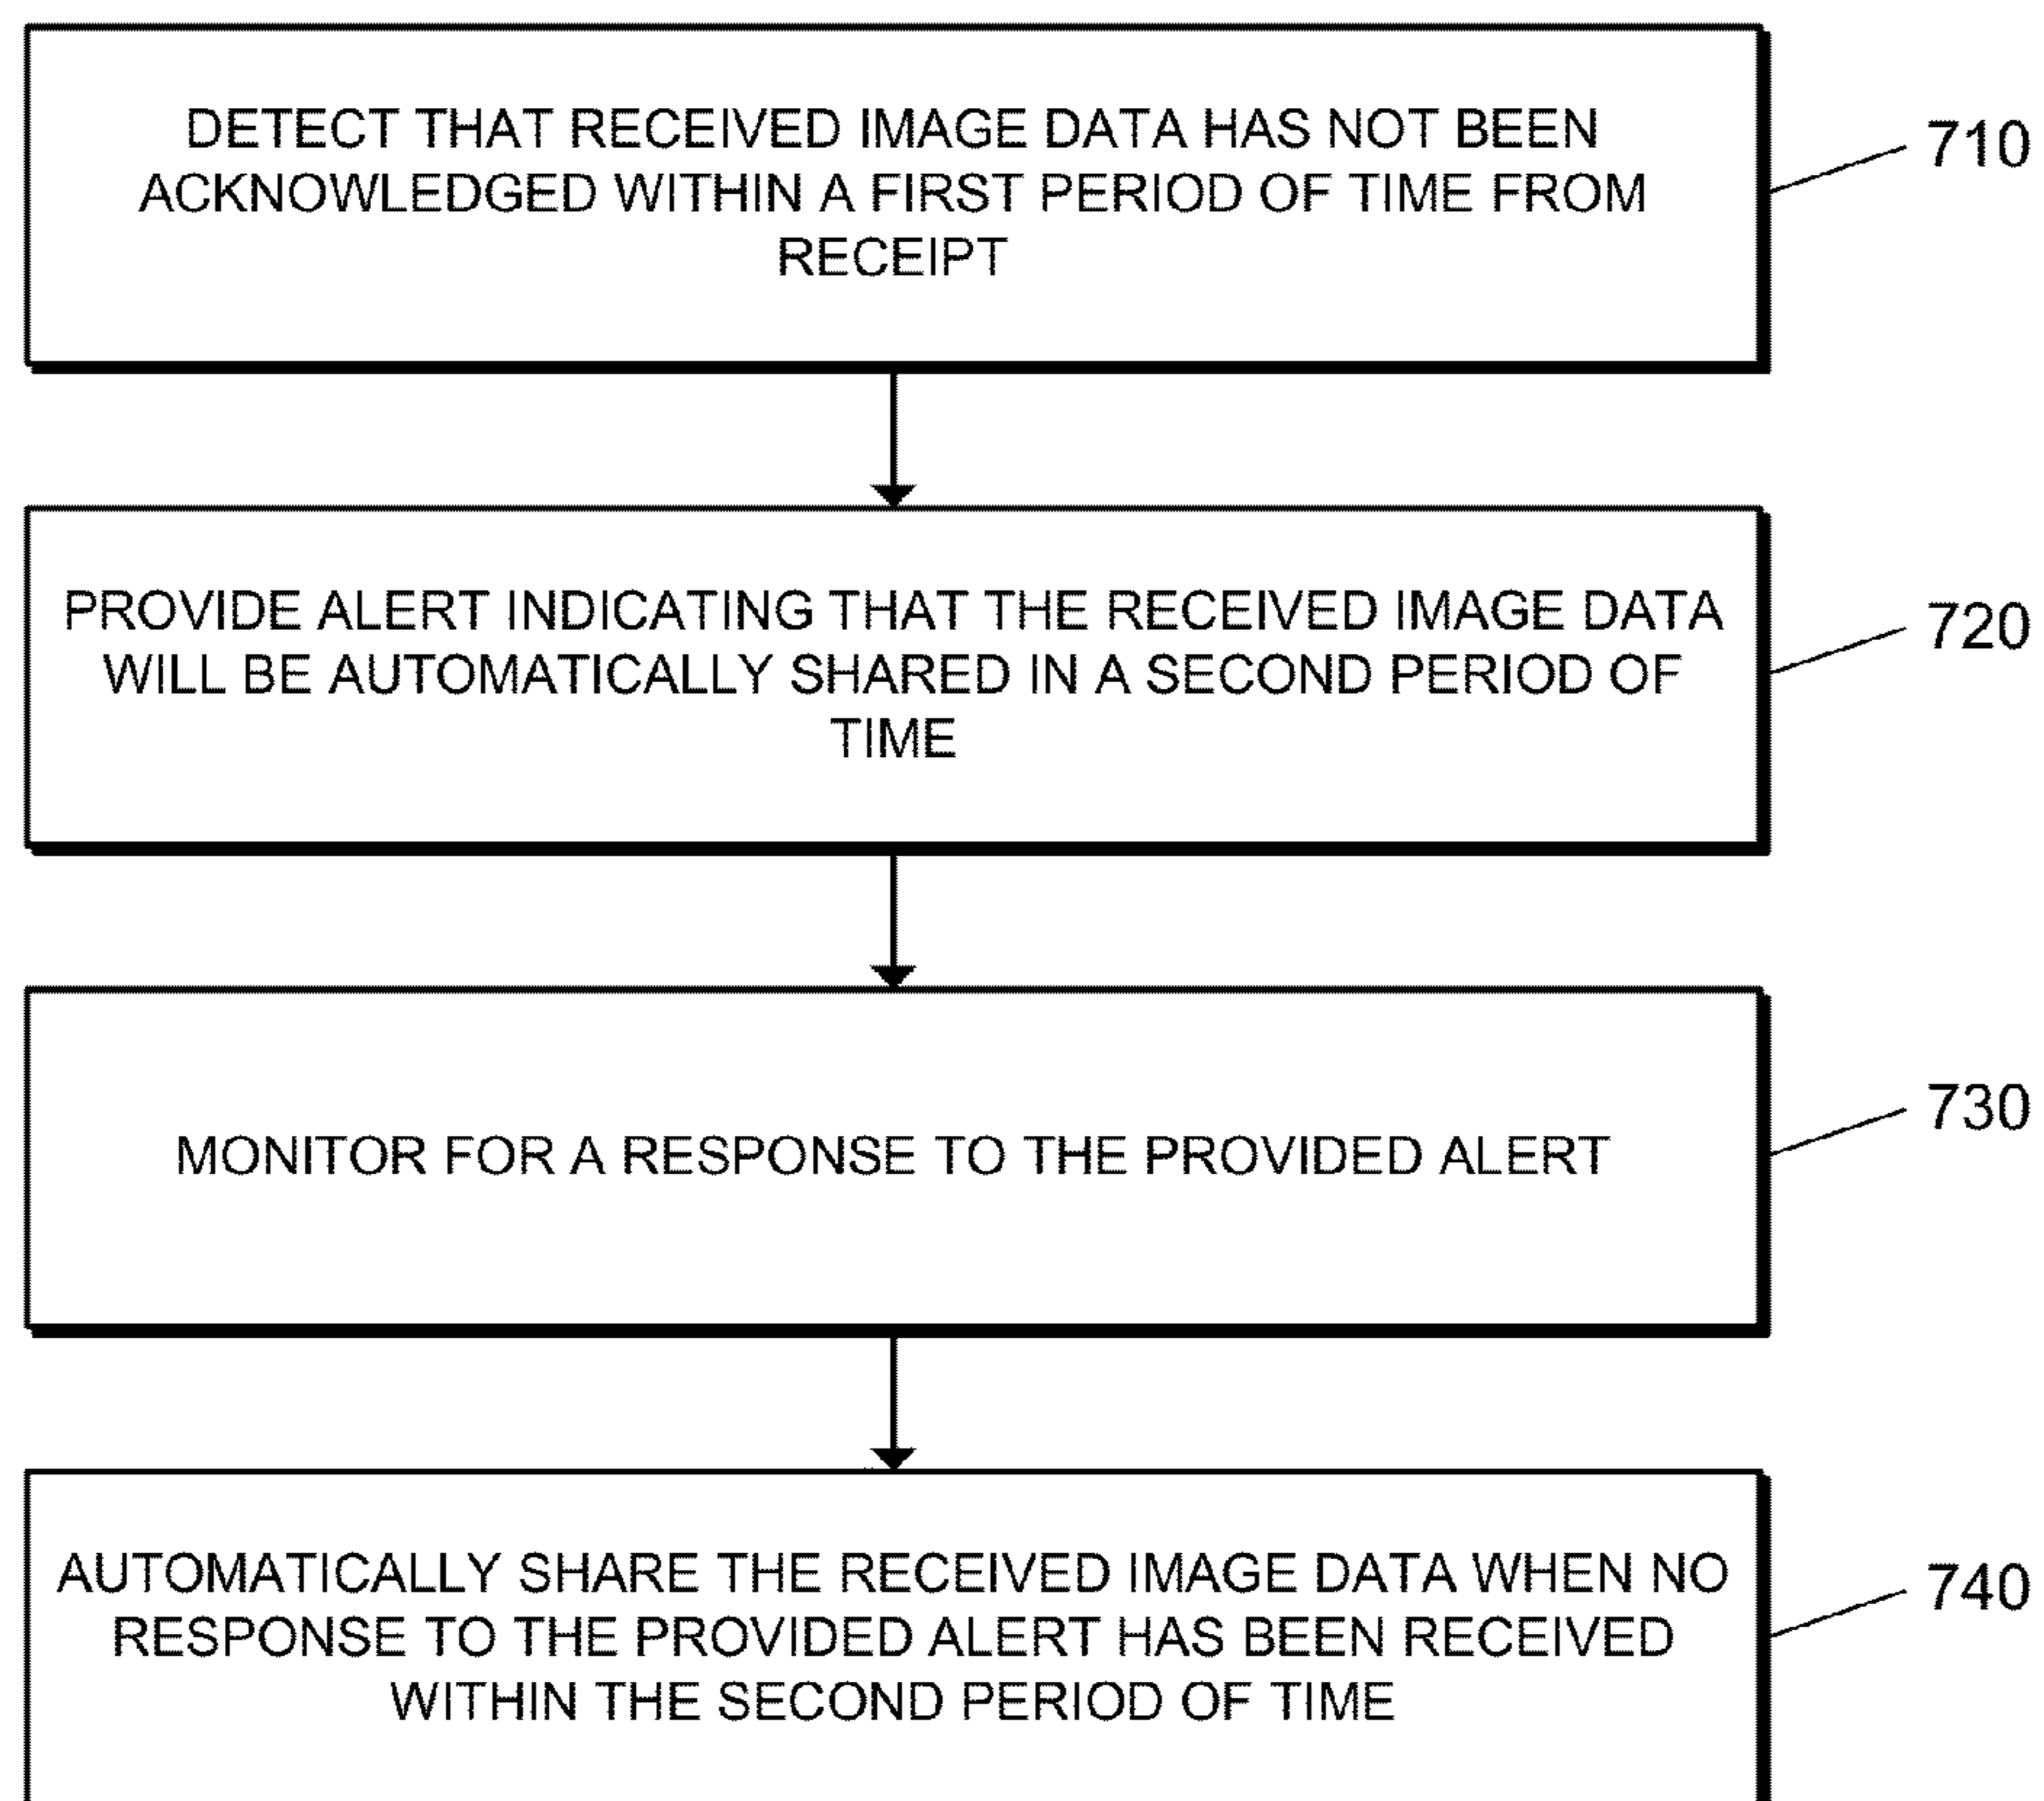 DETECT THAT RECEIVED IMAGE DATA HAS NOT BEEN
ACKNOWLEDGED WITHIN A FIRST PERIOD OF TIME FROM
RECEIPT
710
PROVIDE ALERT INDICATING THAT THE RECEIVED IMAGE DATA
WILL BE AUTOMATICALLY SHARED IN A SECOND PERIOD OF
TIME
720
MONITOR FOR A RESPONSE TO THE PROVIDED ALERT
730
AUTOMATICALLY SHARE THE RECEIVED IMAGE DATA WHEN NO
RESPONSE TO THE PROVIDED ALERT HAS BEEN RECEIVED
WITHIN THE SECOND PERIOD OF TIME
740